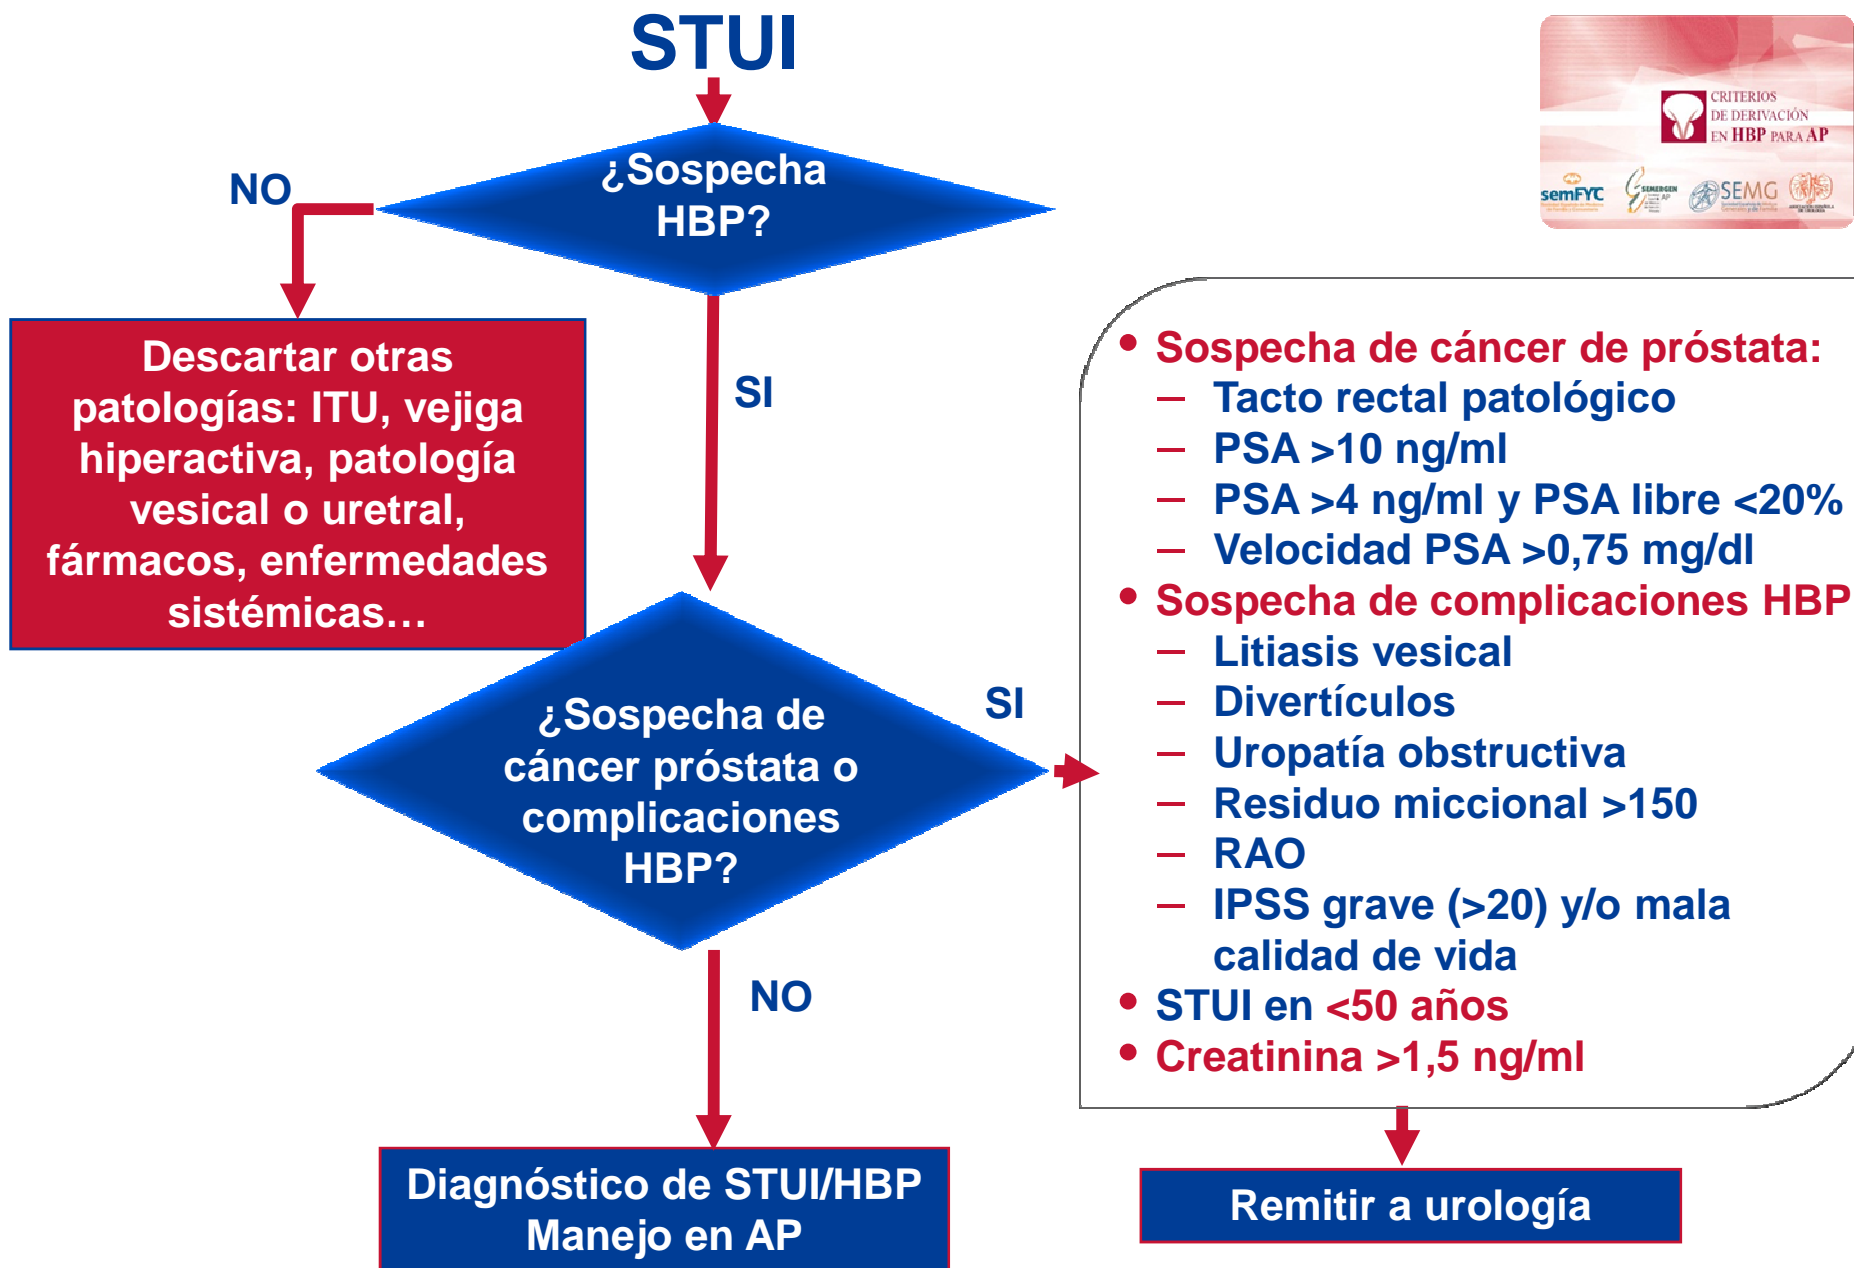 STUI
CRITERIOS
DE DERIVACIÓN
EN HBP PARA AP
semFYC
SEMERGEN
AP
SEMG
¿Sospecha
HBP?
NO
Descartar otras
patologías: ITU, vejiga
hiperactiva, patología
vesical o uretral,
fármacos, enfermedades
sistémicas…
SI
¿Sospecha de
cáncer próstata o
complicaciones
HBP?
SI
• Sospecha de cáncer de próstata:
– Tacto rectal patológico
– PSA >10 ng/ml
– PSA >4 ng/ml y PSA libre <20%
– Velocidad PSA >0,75 mg/dl
• Sospecha de complicaciones HBP
– Litiasis vesical
– Divertículos
– Uropatía obstructiva
– Residuo miccional >150
– RAO
– IPSS grave (>20) y/o mala
calidad de vida
• STUI en <50 años
• Creatinina >1,5 ng/ml
NO
Diagnóstico de STUI/HBP
Manejo en AP
Remitir a urología